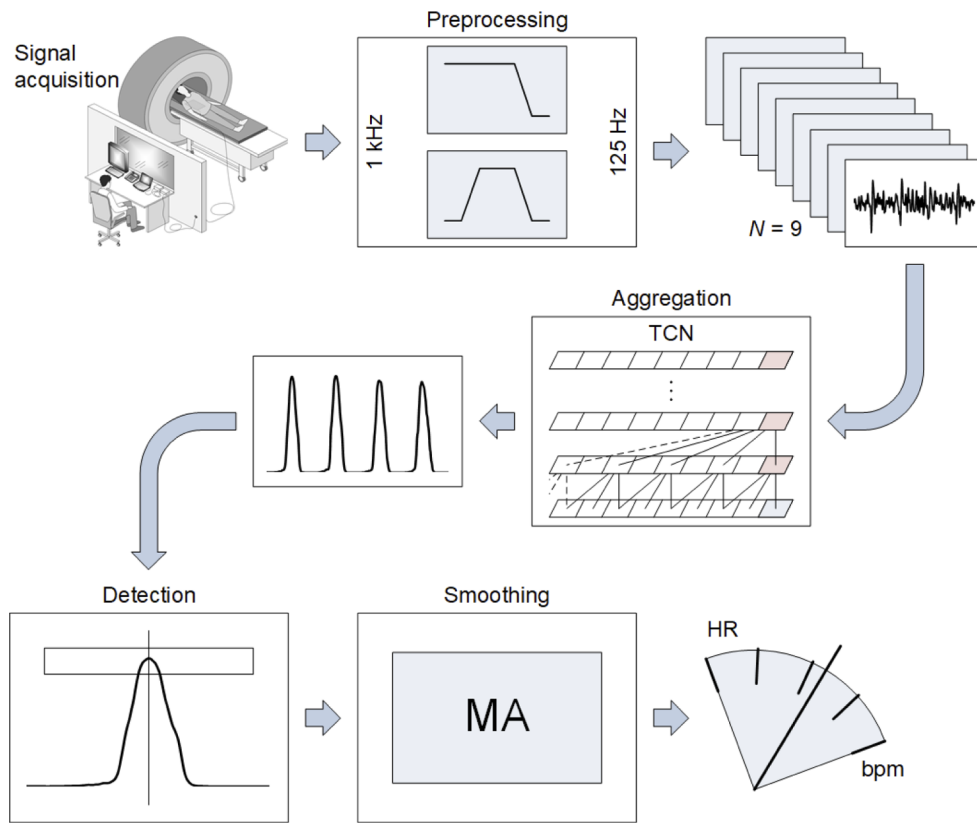 Signal
acquisition
Preprocessing
1 kHz
125 Hz
N = 9
Aggregation
TCN
Detection
Smoothing
MA
HR
bpm